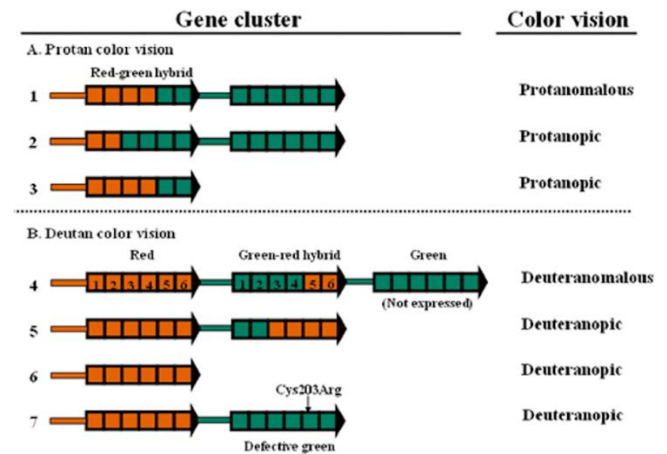 Gene cluster Color vision
A. Protan color vision
Red-green hybrid
1 Protanomalous
2 Protanopic
3 Protanopic
B. Deutan color vision
Red Green-red hybrid Green
4 1 2 3 4 5 6 1 2 3 4 5 6 Deuteranomalous
(Not expressed)
5 Deuteranopic
6 Deuteranopic
Cys203Arg
7 Deuteranopic
Defective green